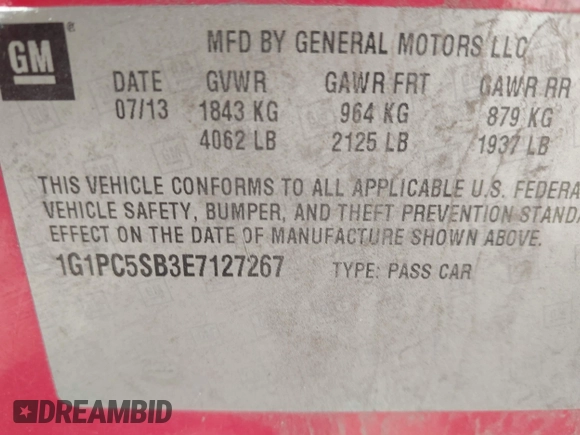 GM
MFD BY GENERAL MOTORS LLC
DATE GVWR GAWR FRT GAWR RR
07/13 1843 KG 964 KG 879 KG
4062 LB 2125 LB 1937 LB
THIS VEHICLE CONFORMS TO ALL APPLICABLE U.S. FEDERA
VEHICLE SAFETY, BUMPER, AND THEFT PREVENTION STANDA
EFFECT ON THE DATE OF MANUFACTURE SHOWN ABOVE.
1G1PC5SB3E7127267 TYPE: PASS CAR
DREAMBID